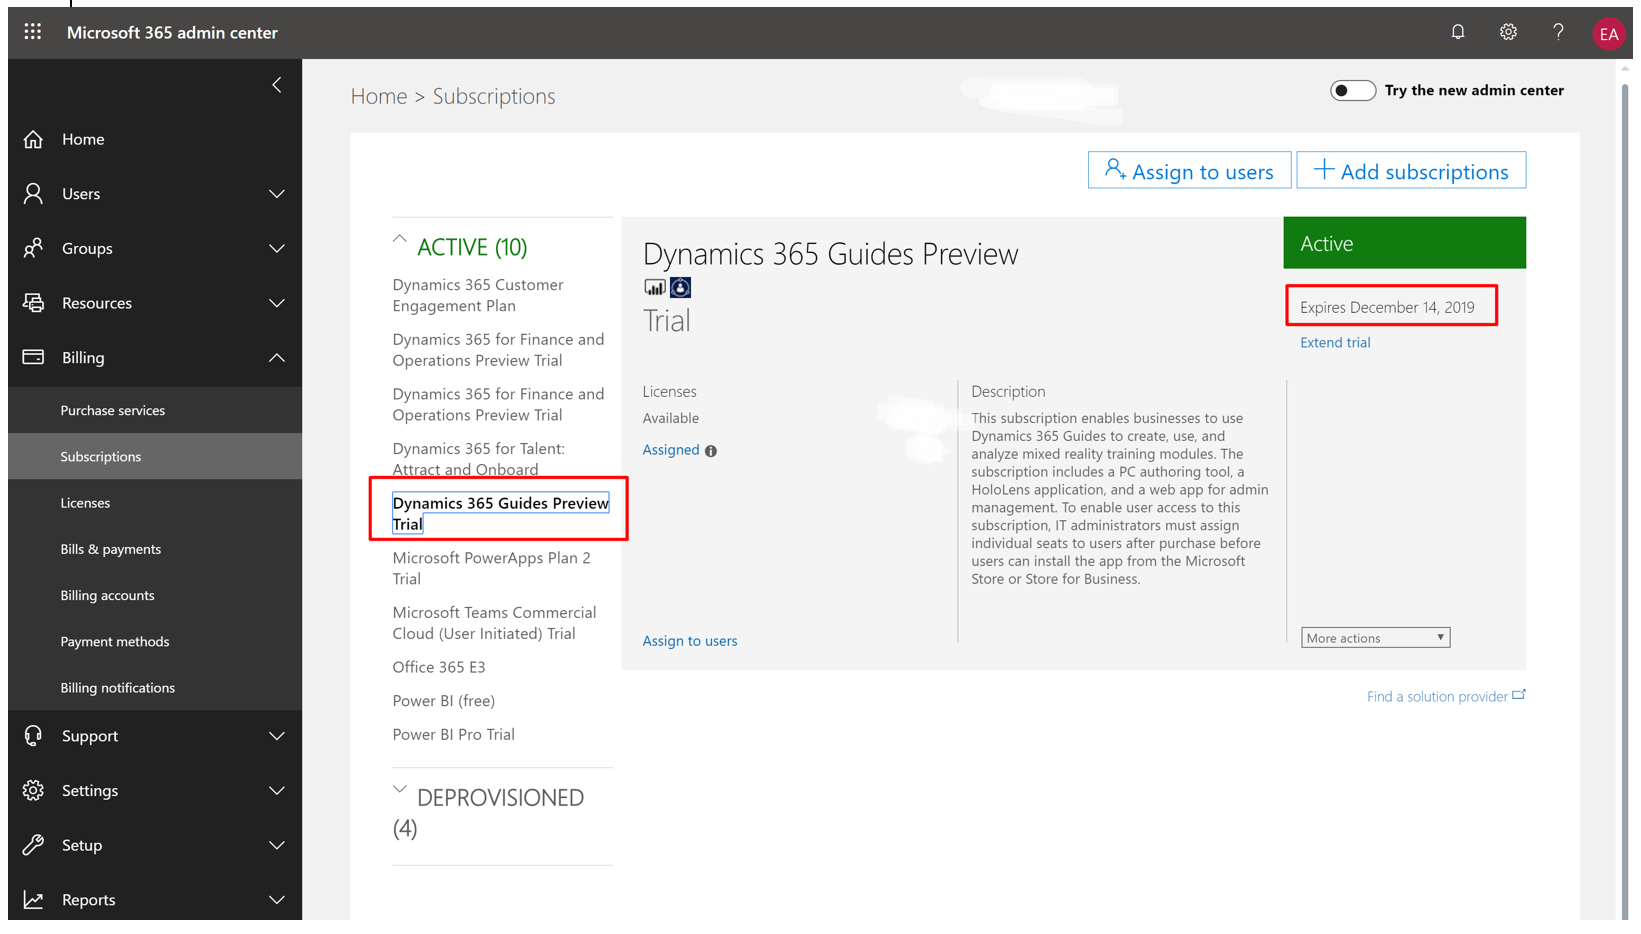 Microsoft 365 admin center
EA
Home
Users
Groups
Resources
Billing
Purchase services
Subscriptions
Licenses
Bills & payments
Billing accounts
Payment methods
Billing notifications
Support
Settings
Setup
Reports
Home > Subscriptions
Try the new admin center
Assign to users
Add subscriptions
ACTIVE (10)
Dynamics 365 Customer
Engagement Plan
Dynamics 365 for Finance and
Operations Preview Trial
Dynamics 365 for Finance and
Operations Preview Trial
Dynamics 365 for Talent:
Attract and Onboard
Dynamics 365 Guides Preview
Trial
Microsoft PowerApps Plan 2
Trial
Microsoft Teams Commercial
Cloud (User Initiated) Trial
Office 365 E3
Power BI (free)
Power BI Pro Trial
DEPROVISIONED
(4)
Dynamics 365 Guides Preview
Trial
Licenses
Available
Assigned
Assign to users
Description
This subscription enables businesses to use
Dynamics 365 Guides to create, use, and
analyze mixed reality training modules. The
subscription includes a PC authoring tool, a
HoloLens application, and a web app for admin
management. To enable user access to this
subscription, IT administrators must assign
individual seats to users after purchase before
users can install the app from the Microsoft
Store or Store for Business.
Active
Expires December 14, 2019
Extend trial
More actions
Find a solution provider